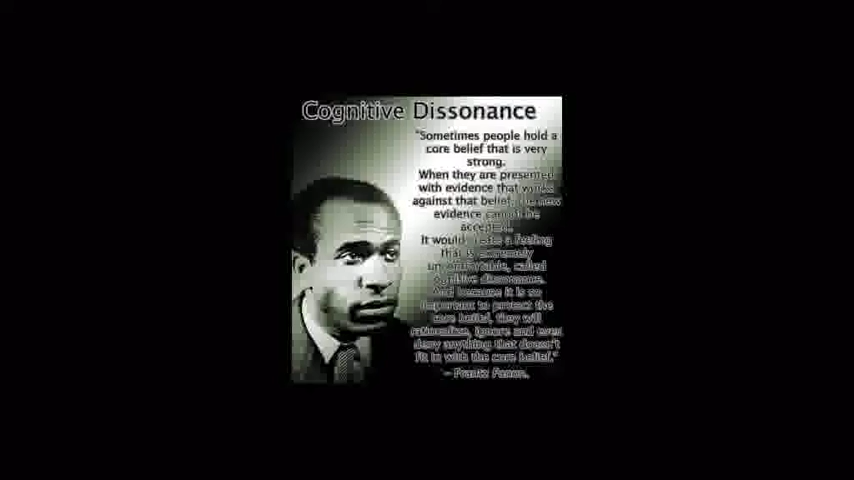 Cognitive Dissonance
"Sometimes people hold a
core belief that is very
strong.
When they are presented
with evidence that works
against that belief, the new
evidence cannot be
accepted.
It would create a feeling
that is extremely
uncomfortable, called
cognitive dissonance.
And because it is so
important to protect the
core belief, they will
rationalize, ignore and even
deny anything that doesn't
fit in with the core belief."
- Frantz Fanon.